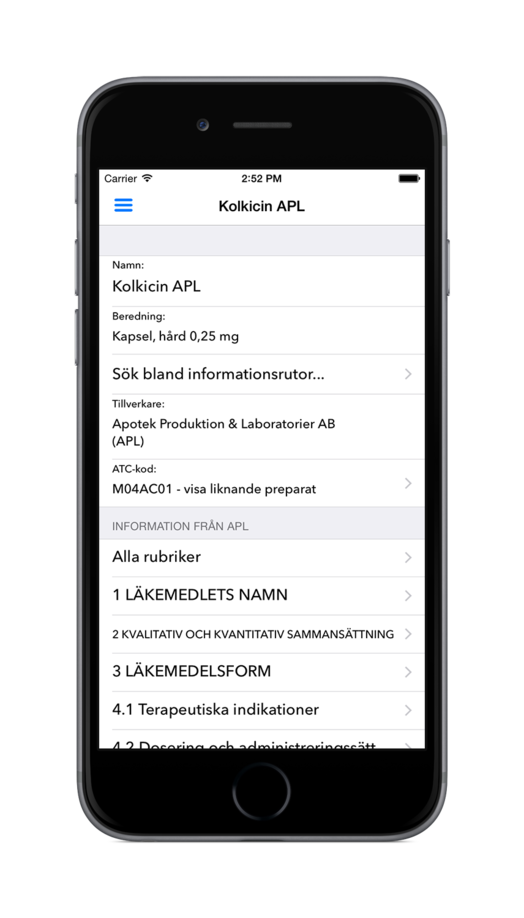 Carrier 2:52 PM
Kolkicin APL
Namn:
Kolkicin APL
Beredning:
Kapsel, hård 0,25 mg
Sök bland informationsrutor...
Tillverkare:
Apotek Produktion & Laboratorier AB
(APL)
ATC-kod:
M04AC01 - visa liknande preparat
INFORMATION FRÅN APL
Alla rubriker
1 LÄKEMEDLETS NAMN
2 KVALITATIV OCH KVANTITATIV SAMMANSÄTTNING
3 LÄKEMEDELSFORM
4.1 Terapeutiska indikationer
4.2 Dosering och administreringssätt